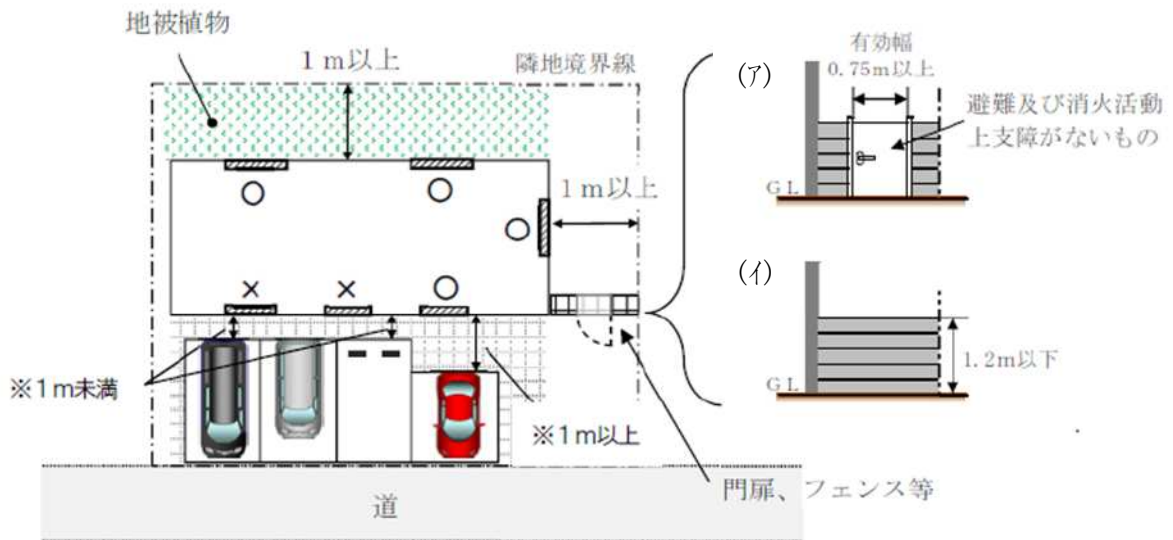 地被植物
1m以上
隣地境界線
1m以上
○
○
○
×
×
○
※1m未満
※1m以上
門扉、フェンス等
道
(ア)
有効幅
0.75m以上
避難及び消火活動
上支障がないもの
GL
(イ)
1.2m以下
GL